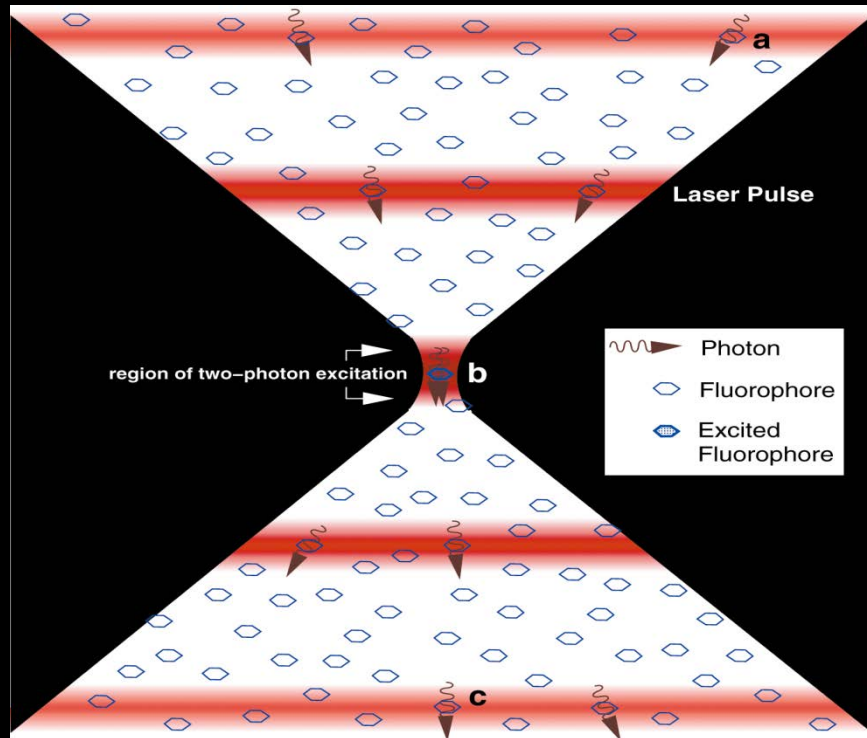 a
Laser Pulse
region of two–photon excitation
b
Photon
Fluorophore
Excited
Fluorophore
c